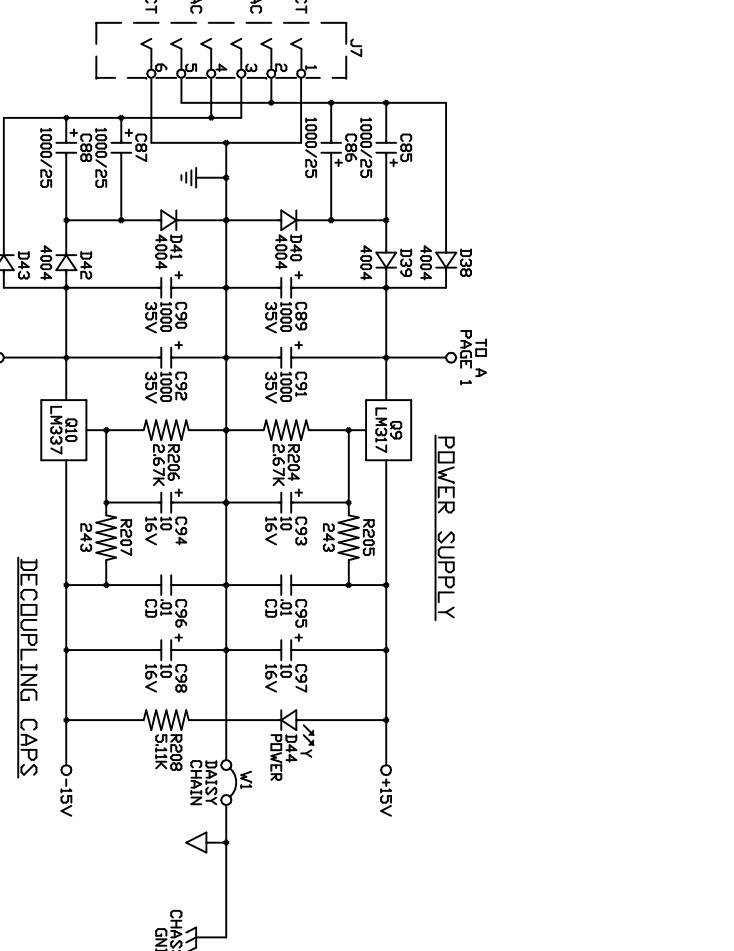 CT
AC
AC
CT
J7
1
2
3
4
5
6
C85
1000/25
C86
1000/25
C87
1000/25
C88
1000/25
D38
4004
D39
4004
D40
4004
D41
4004
D42
4004
D43
C89
1000
35V
C90
1000
35V
TO A
PAGE 1
C91
1000
35V
C92
1000
35V
Q9
LM317
Q10
LM337
POWER SUPPLY
R204
2.67K
R206
2.67K
C93
10
16V
C94
10
16V
R205
243
R207
243
C95
.01
CD
C96
.01
CD
C97
10
16V
C98
10
16V
DECOUPLING CAPS
Y
D44
POWER
R208
5.11K
+15V
-15V
W1
DAISY
CHAIN